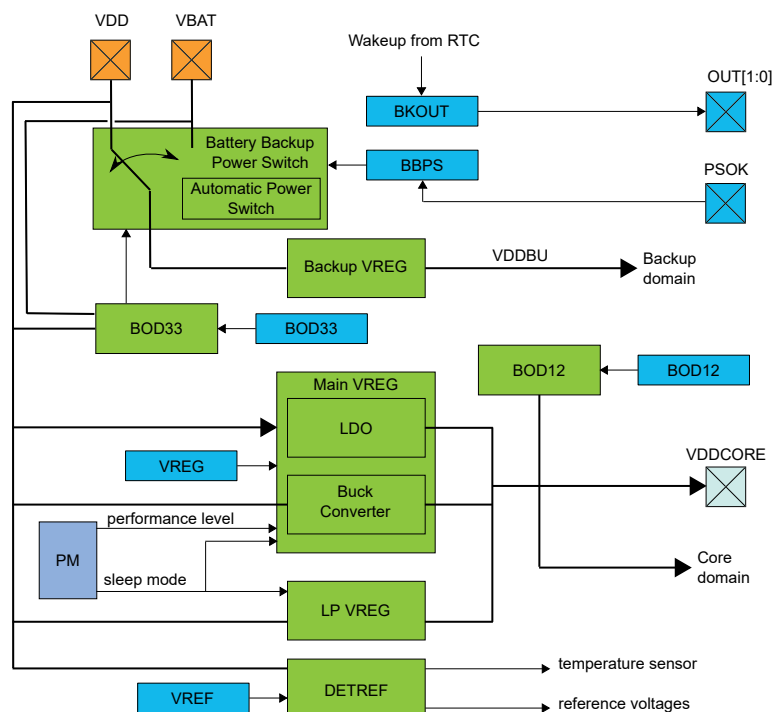 VDD
VBAT
Wakeup from RTC
OUT[1:0]
BKOUT
Battery Backup
Power Switch
BBPS
PSOK
Automatic Power
Switch
Backup VREG
VDDBU
Backup
domain
BOD33
BOD33
BOD12
BOD12
Main VREG
LDO
VREG
VDDCORE
Buck
Converter
performance level
PM
sleep mode
Core
domain
LP VREG
temperature sensor
DETREF
VREF
reference voltages